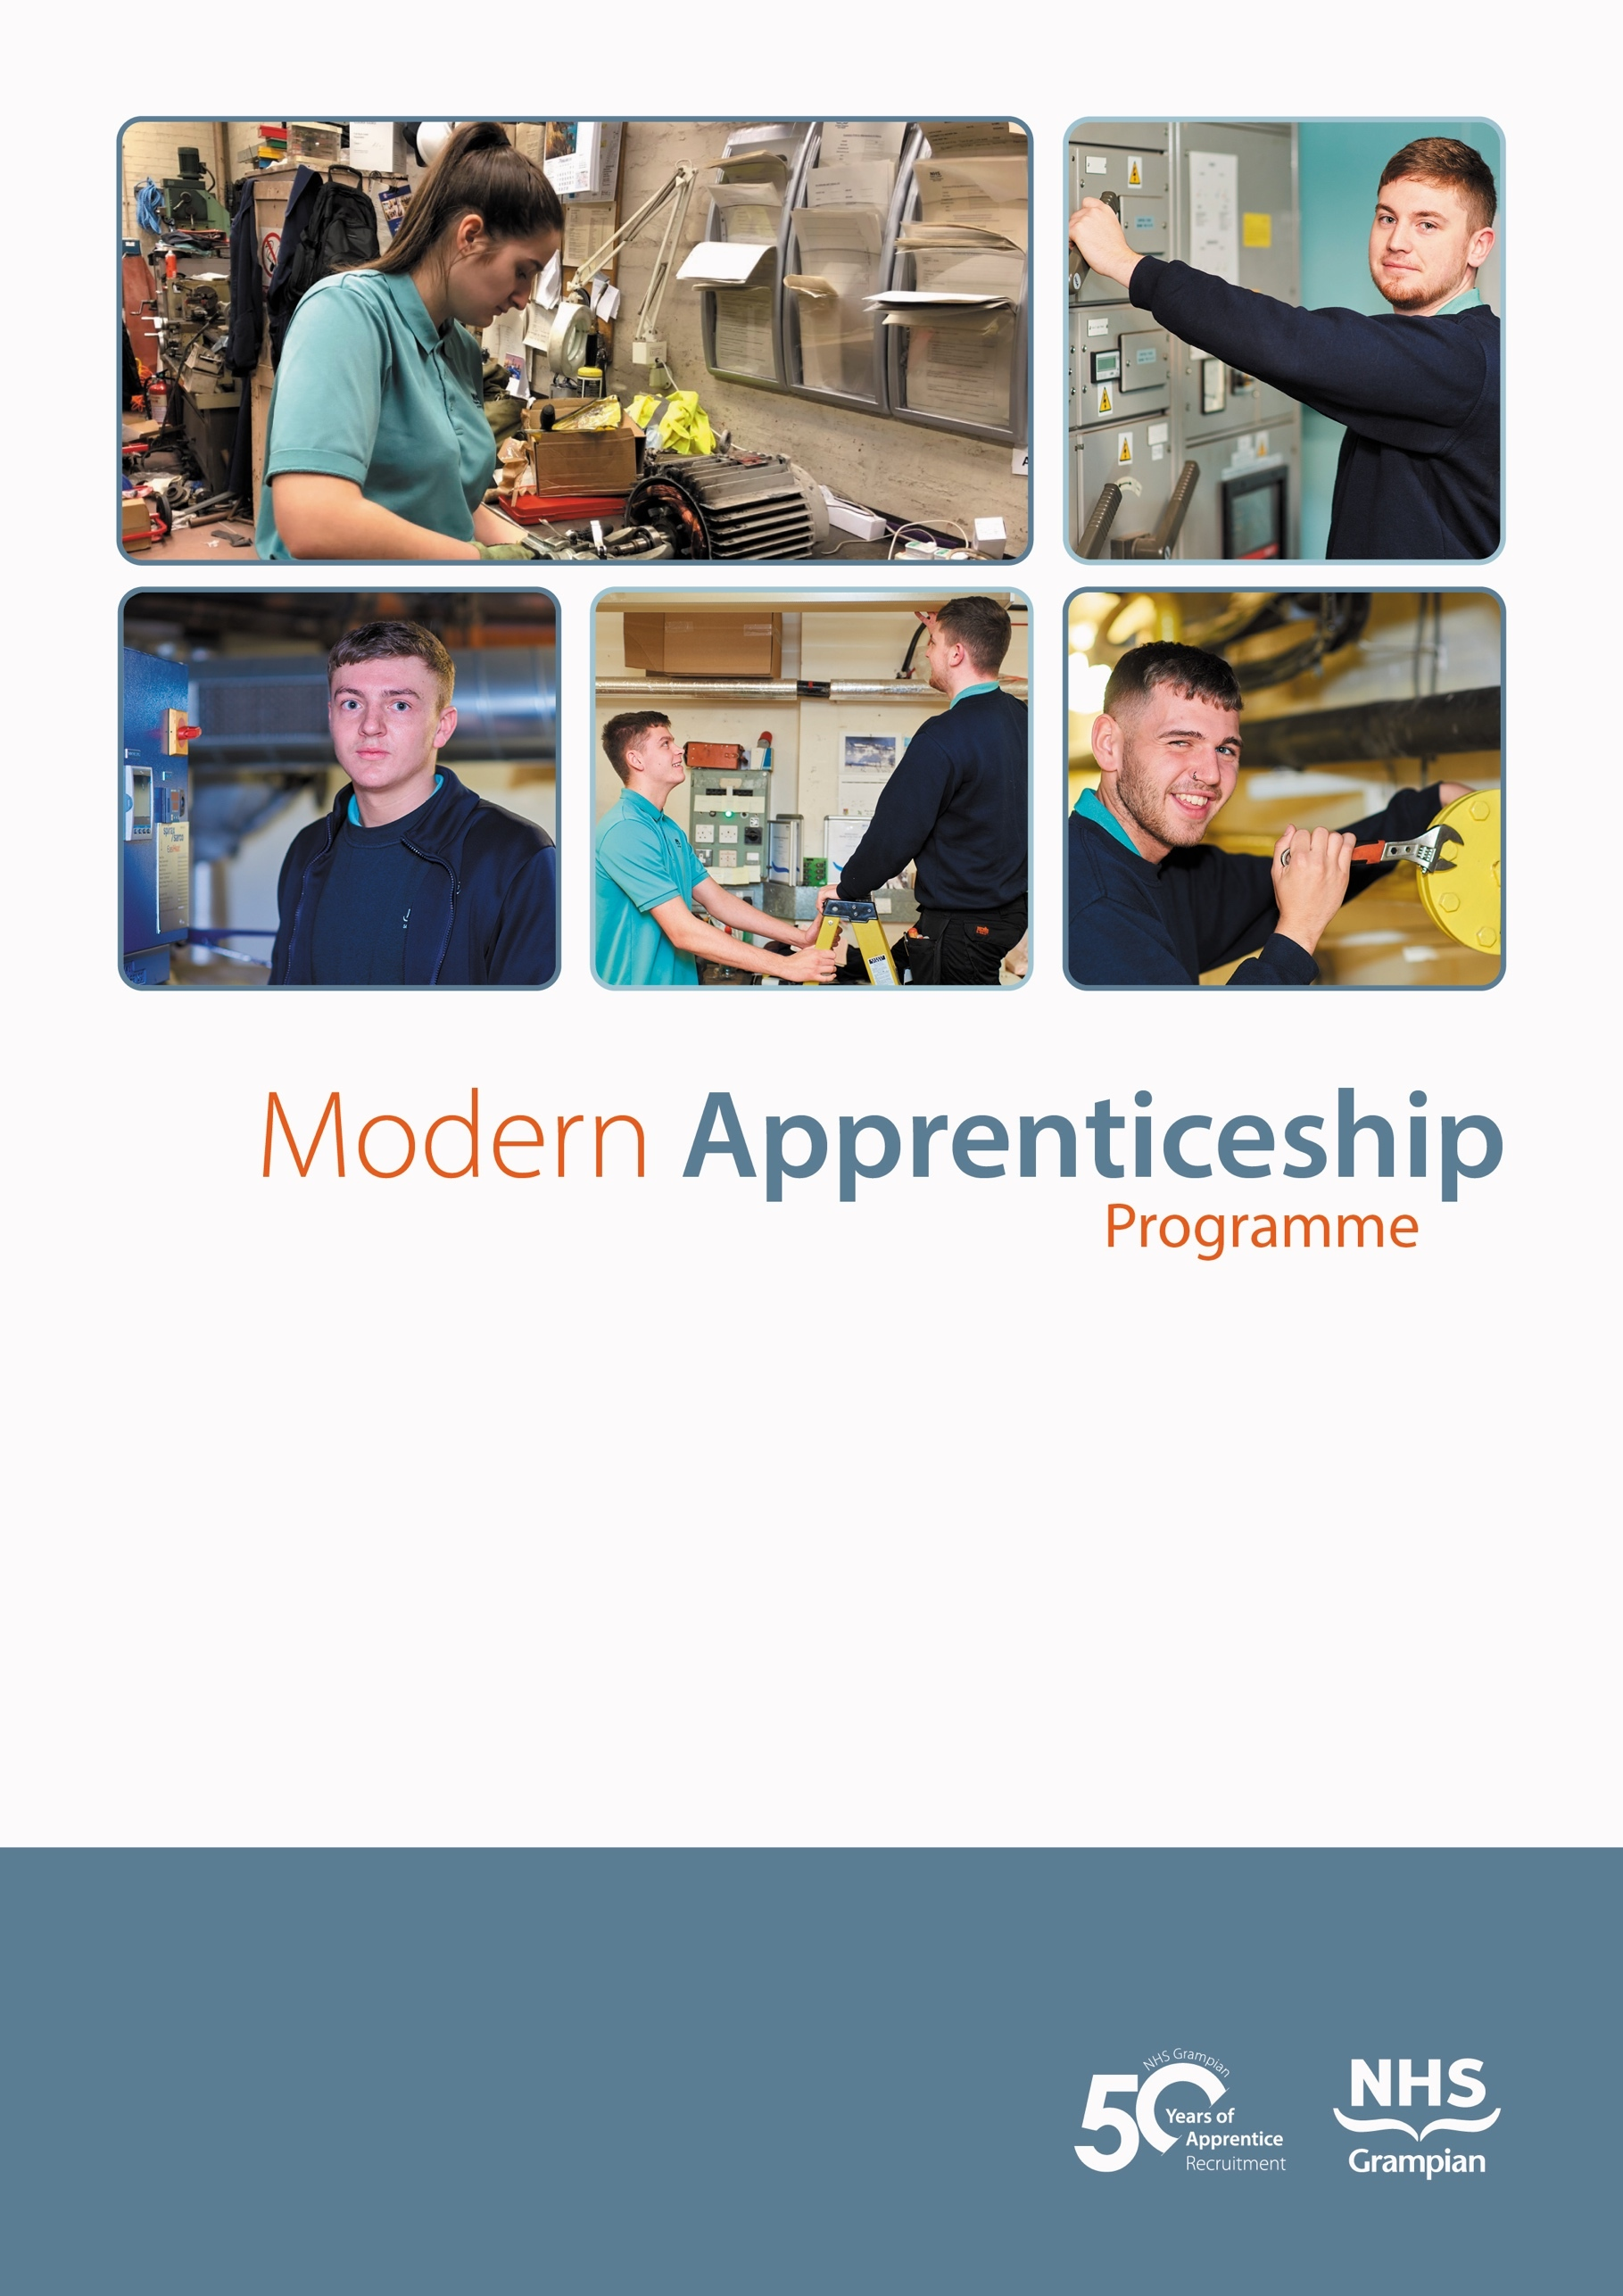 Modern Apprenticeship
Programme
NHS Grampian
50
Years of
Apprentice
Recruitment
NHS
Grampian